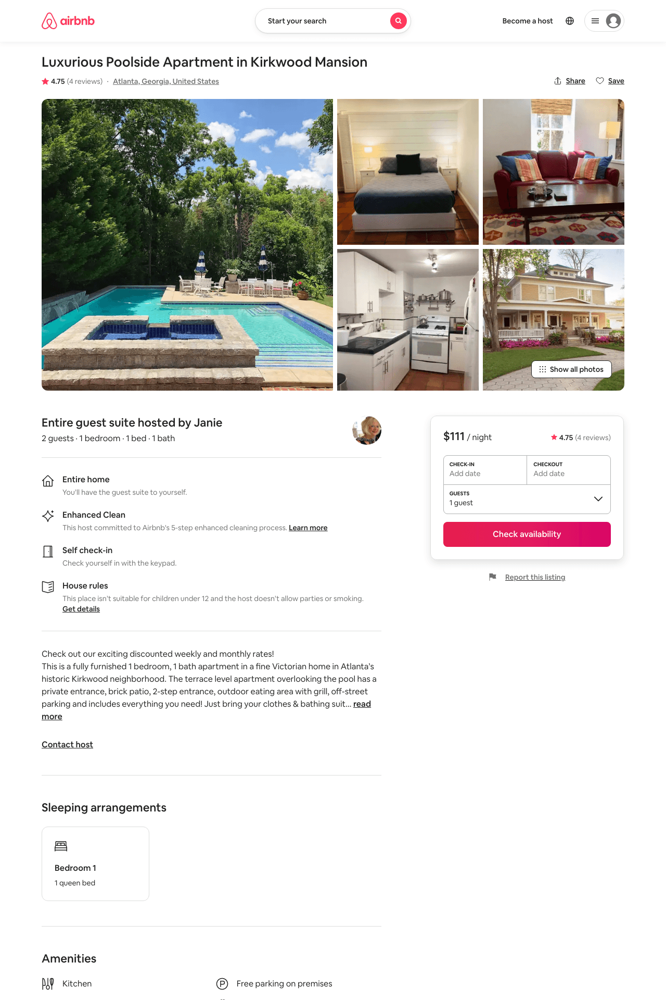 airbnb
Start your search
Become a host
Luxurious Poolside Apartment in Kirkwood Mansion
4.75 (4 reviews) · Atlanta, Georgia, United States
Share
Save
Show all photos
Entire guest suite hosted by Janie
2 guests · 1 bedroom · 1 bed · 1 bath
Entire home
You’ll have the guest suite to yourself.
Enhanced Clean
This host committed to Airbnb's 5-step enhanced cleaning process. Learn more
Self check-in
Check yourself in with the keypad.
House rules
This place isn’t suitable for children under 12 and the host doesn’t allow parties or smoking.
Get details
$111 / night
4.75 (4 reviews)
CHECK-IN
Add date
CHECKOUT
Add date
GUESTS
1 guest
Check availability
Report this listing
Check out our exciting discounted weekly and monthly rates!
This is a fully furnished 1 bedroom, 1 bath apartment in a fine Victorian home in Atlanta’s
historic Kirkwood neighborhood. The terrace level apartment overlooking the pool has a
private entrance, brick patio, 2-step entrance, outdoor eating area with grill, off-street
parking and includes everything you need! Just bring your clothes & bathing suit... read
more
Contact host
Sleeping arrangements
Bedroom 1
1 queen bed
Amenities
Kitchen
Free parking on premises